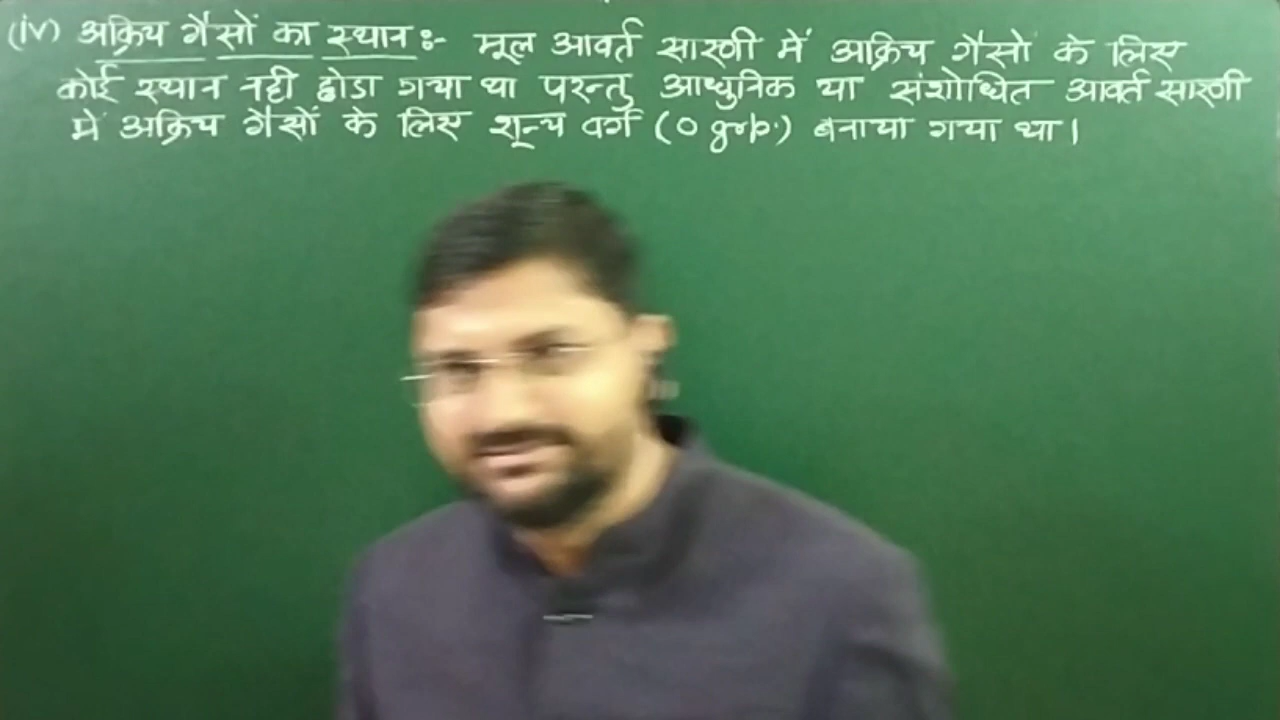 (iv) अक्रिय गैसों का स्थान :- मूल आवर्त सारणी में अक्रिय गैसों के लिए
कोई स्थान नही छोडा गया था परन्तु आधुनिक या संशोधित आवर्त सारणी
मे अक्रिय गैसों के लिए शून्य वर्ग (0 grp.) बनाया गया था।